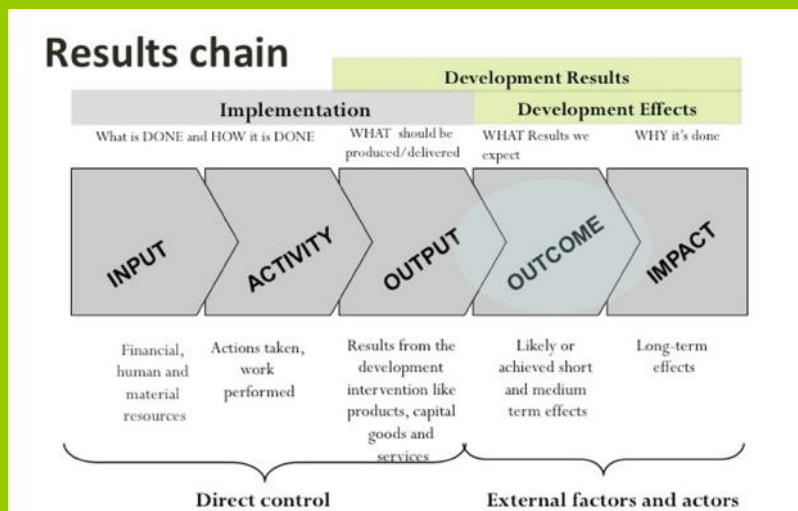 Results chain
Development Results
Implementation
Development Effects
What is DONE and HOW it is DONE
WHAT should be
produced/delivered
WHAT Results we
expect
WHY it's done
INPUT
ACTIVITY
OUTPUT
OUTCOME
IMPACT
Financial,
human and
material
resources
Actions taken,
work
performed
Results from the
development
intervention like
products, capital
goods and
services
Likely or
achieved short
and medium
term effects
Long-term
effects
Direct control
External factors and actors